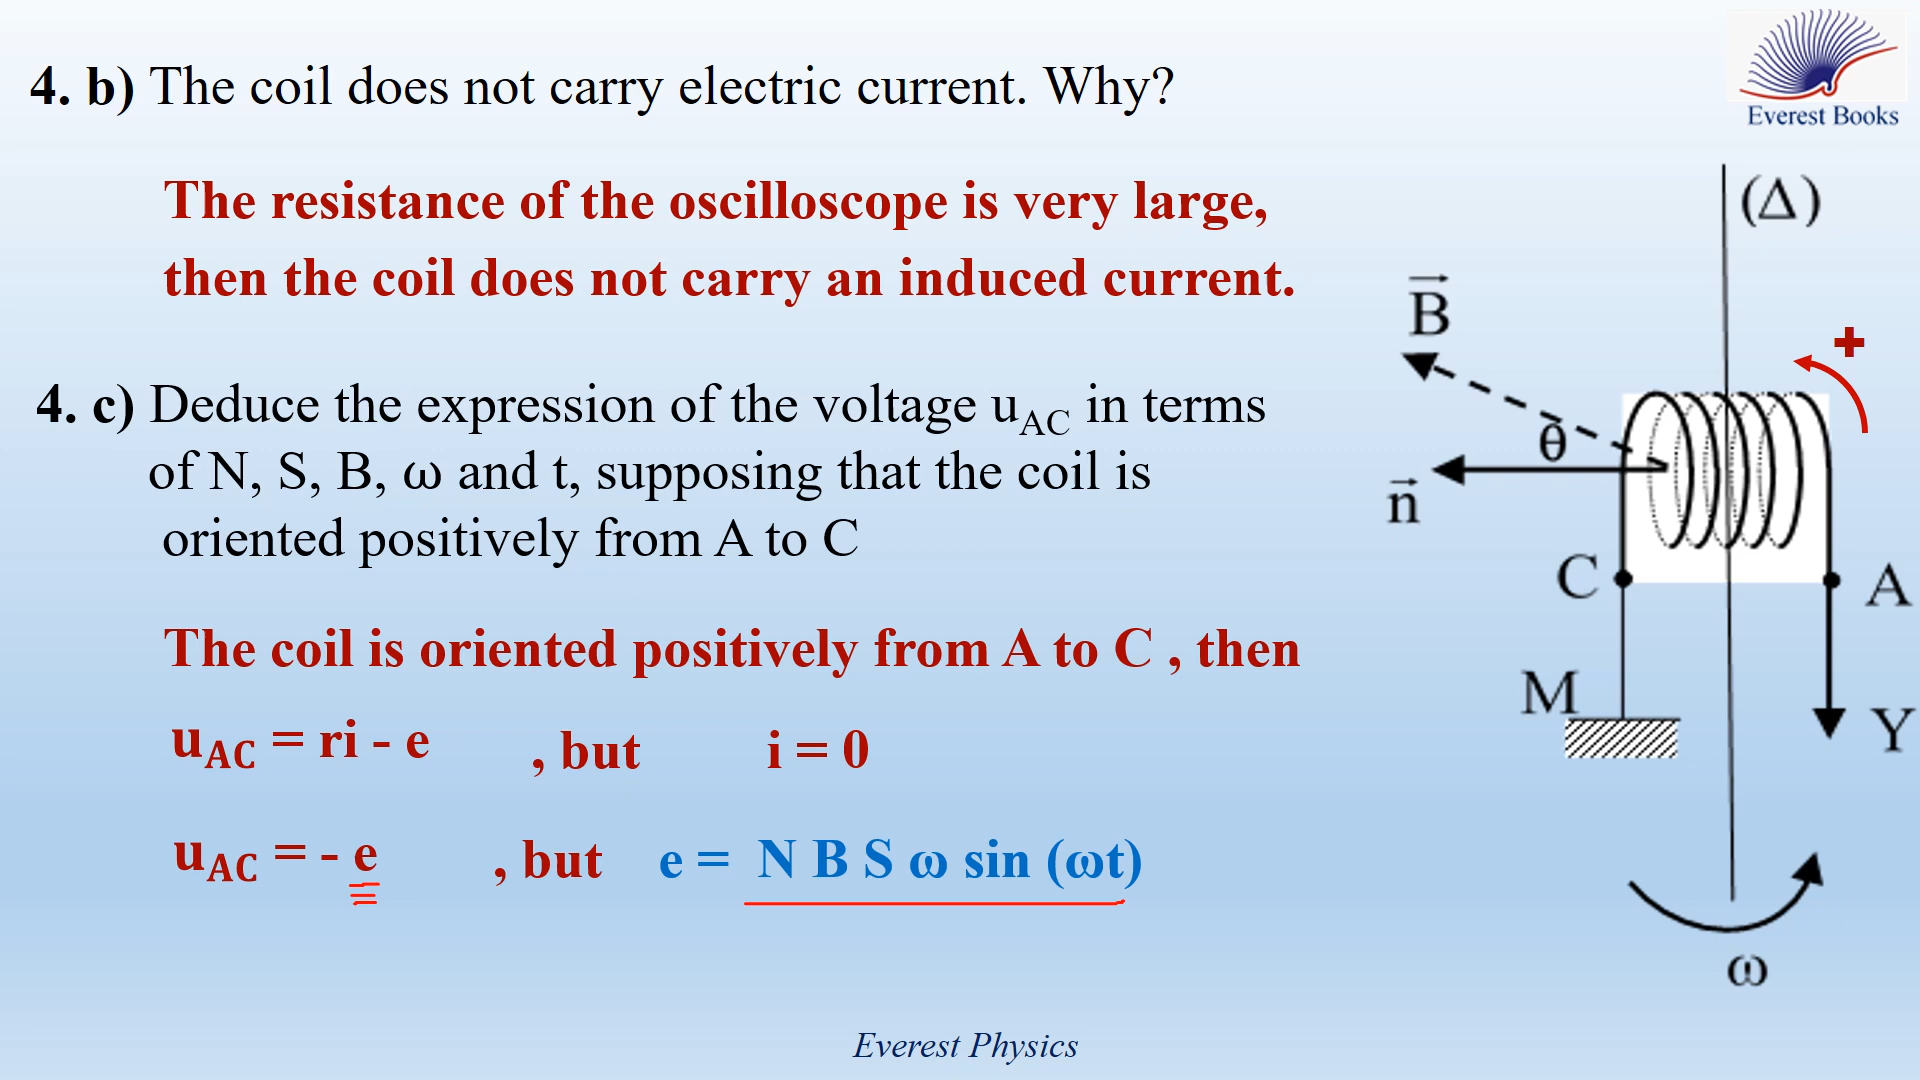 4. b) The coil does not carry electric current. Why?
Everest Books
The resistance of the oscilloscope is very large,
then the coil does not carry an induced current.
4. c) Deduce the expression of the voltage u_AC in terms
of N, S, B, ω and t, supposing that the coil is
oriented positively from A to C
The coil is oriented positively from A to C , then
u_AC = ri - e , but i = 0
u_AC = - e , but e = N B S ω sin (ωt)
(Δ)
B⃗
+
θ
n⃗
C
A
M
Y
ω
Everest Physics